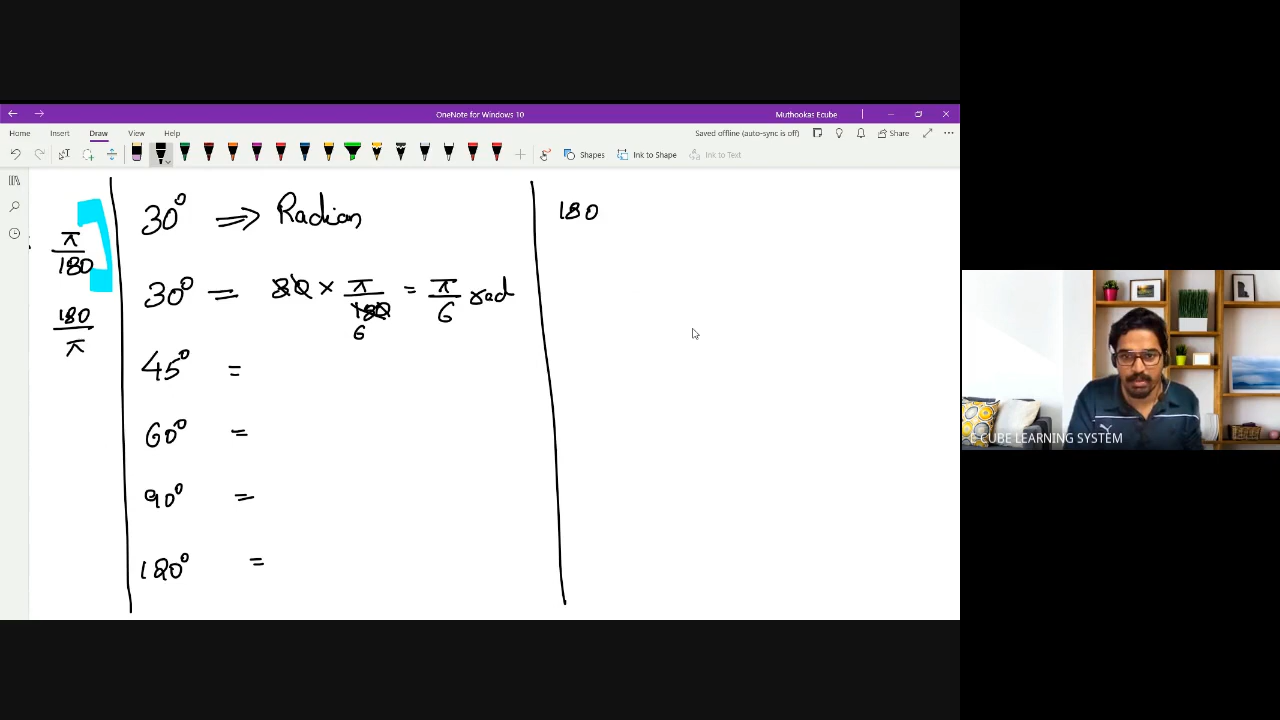 OneNote for Windows 10
Muthookas Ecube
Home Insert Draw View Help
Saved offline (auto-sync is off)
Share
Shapes
Ink to Shape
Ink to Text
π/180
180/π
30° ⇒ Radian
30° = 30 × π/180 6 = π/6 rad
45° =
60° =
90° =
180° =
180
E CUBE LEARNING SYSTEM